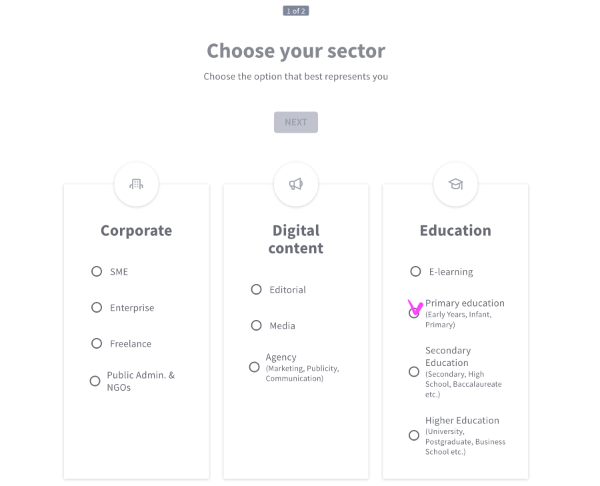 1 of 2
Choose your sector
Choose the option that best represents you
NEXT
Corporate
SME
Enterprise
Freelance
Public Admin. &
NGOs
Digital
content
Editorial
Media
Agency
(Marketing, Publicity,
Communication)
Education
E-learning
Primary education
(Early Years, Infant,
Primary)
Secondary
Education
(Secondary, High
School, Baccalaureate
etc.)
Higher Education
(University,
Postgraduate, Business
School etc.)